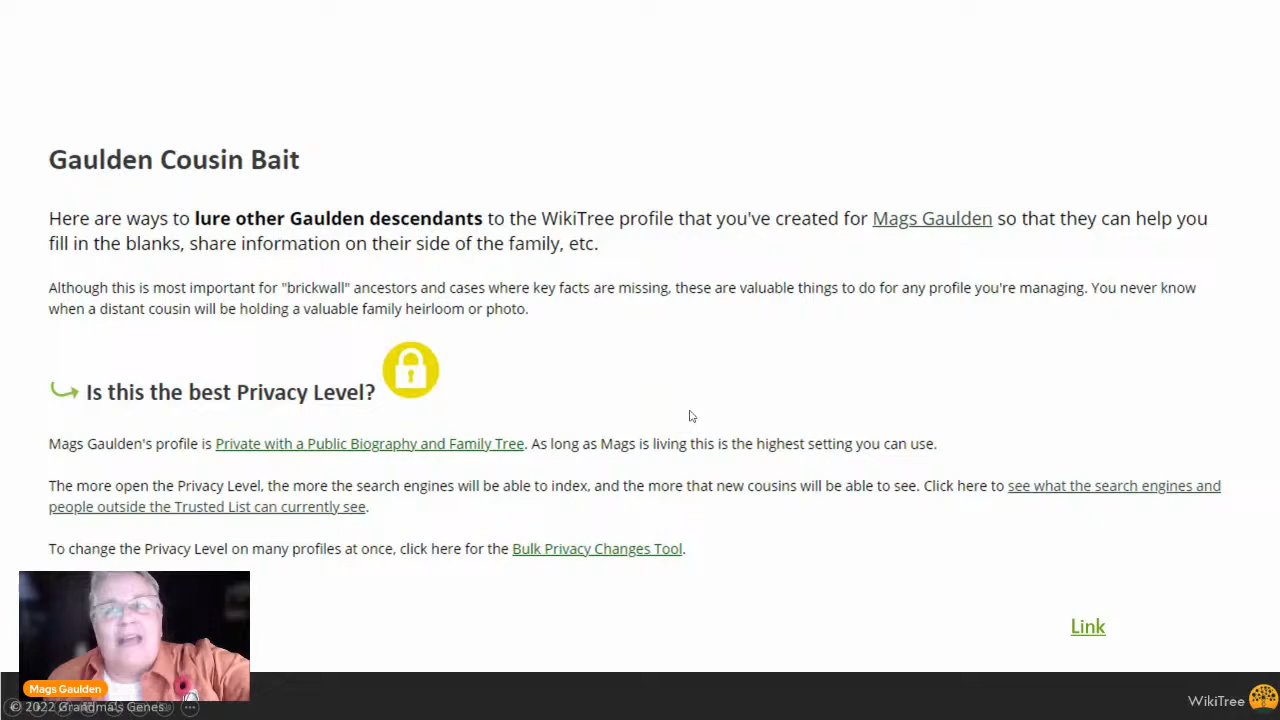 Gaulden Cousin Bait
Here are ways to lure other Gaulden descendants to the WikiTree profile that you've created for Mags Gaulden so that they can help you
fill in the blanks, share information on their side of the family, etc.
Although this is most important for "brickwall" ancestors and cases where key facts are missing, these are valuable things to do for any profile you're managing. You never know
when a distant cousin will be holding a valuable family heirloom or photo.
Is this the best Privacy Level?
Mags Gaulden's profile is Private with a Public Biography and Family Tree. As long as Mags is living this is the highest setting you can use.
The more open the Privacy Level, the more the search engines will be able to index, and the more that new cousins will be able to see. Click here to see what the search engines and
people outside the Trusted List can currently see.
To change the Privacy Level on many profiles at once, click here for the Bulk Privacy Changes Tool.
Link
Mags Gaulden
© 2022 Grandma's Genes
WikiTree